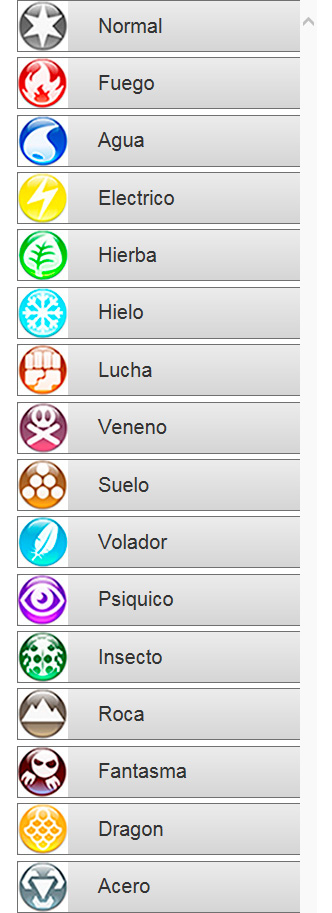 Normal
Fuego
Agua
Electrico
Hierba
Hielo
Lucha
Veneno
Suelo
Volador
Psiquico
Insecto
Roca
Fantasma
Dragon
Acero